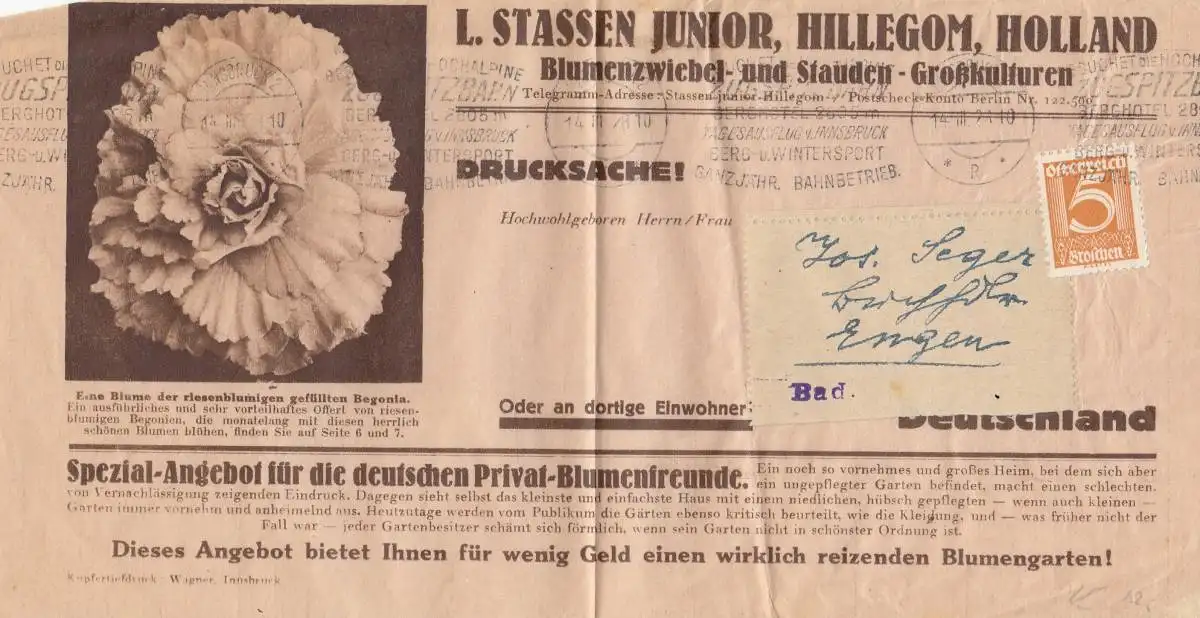 L. STASSEN JUNIOR, HILLEGOM, HOLLAND
Blumenzwiebel- und Stauden - Großkulturen
Telegramm-Adresse: Stassen junior Hillegom / Postscheck-Konto Berlin Nr. 122.509
OCHALPINE
BERGHOTEL 2805 m
TAGESAUSFLUG v. INNSBRUCK
BERG- u. WINTERSPORT
GANZJÄHR. BAHNBETRIEB.
DRUCKSACHE!
Österreich
5
Groschen
Hochwohlgeboren Herrn/Frau
Jos. Seger
Buchhdlr
Engen
Bad.
Oder an dortige Einwohner
Deutschland
Eine Blume der riesenblumigen gefüllten Begonia.
Ein ausführliches und sehr vorteilhaftes Offert von riesen-
blumigen Begonien, die monatelang mit diesen herrlich
schönen Blumen blühen, finden Sie auf Seite 6 und 7.
Spezial-Angebot für die deutschen Privat-Blumenfreunde. Ein noch so vornehmes und großes Heim, bei dem sich aber
ein ungepflegter Garten befindet, macht einen schlechten,
von Vernachlässigung zeigenden Eindruck. Dagegen sieht selbst das kleinste und einfachste Haus mit einem niedlichen, hübsch gepflegten — wenn auch kleinen —
Garten immer vornehm und anheimelnd aus. Heutzutage werden vom Publikum die Gärten ebenso kritisch beurteilt, wie die Kleidung, und — was früher nicht der
Fall war — jeder Gartenbesitzer schämt sich förmlich, wenn sein Garten nicht in schönster Ordnung ist.
Dieses Angebot bietet Ihnen für wenig Geld einen wirklich reizenden Blumengarten!
Kupfertiefdruck: Wagner, Innsbruck
12.-